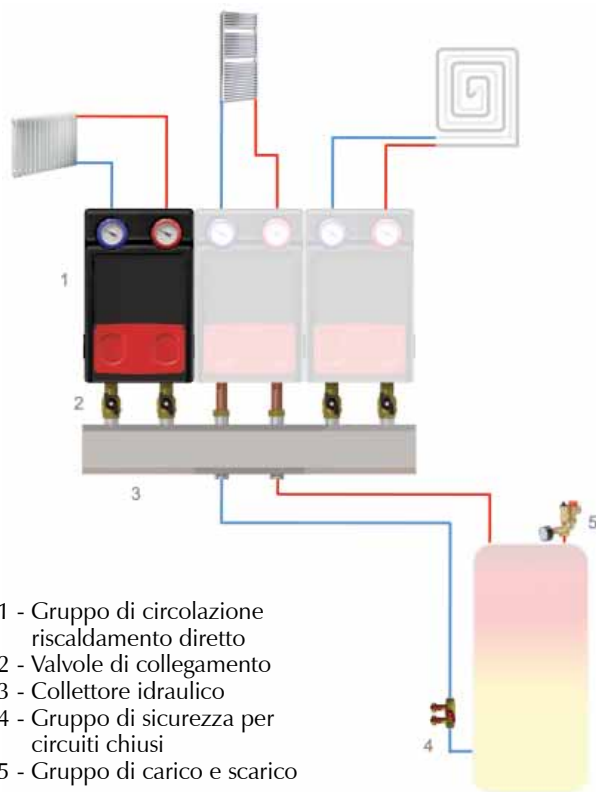 1
2
3
5
4
1 - Gruppo di circolazione
riscaldamento diretto
2 - Valvole di collegamento
3 - Collettore idraulico
4 - Gruppo di sicurezza per
circuiti chiusi
5 - Gruppo di carico e scarico